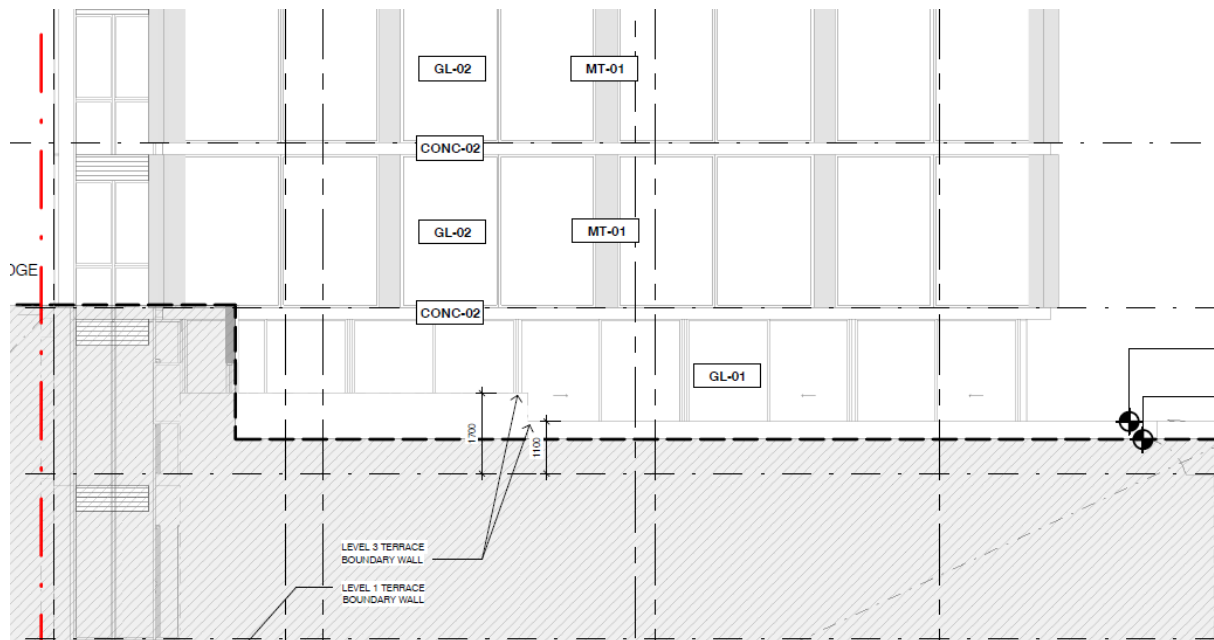 GL-02
MT-01
CONC-02
GL-02
MT-01
DGE
CONC-02
GL-01
1700
1100
LEVEL 3 TERRACE
BOUNDARY WALL
LEVEL 1 TERRACE
BOUNDARY WALL